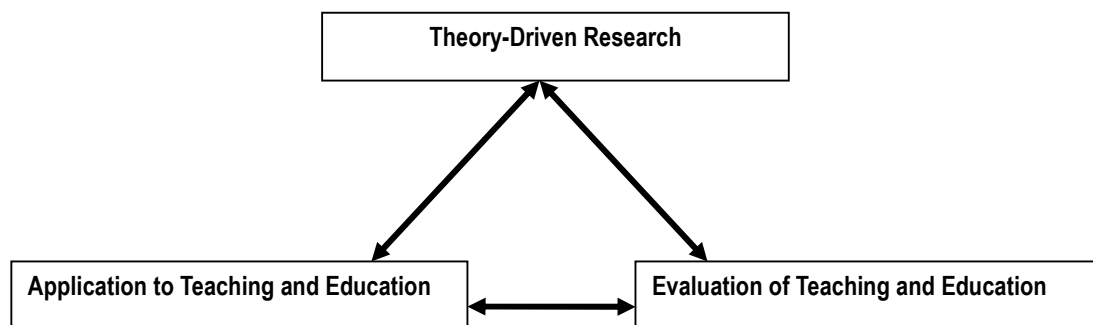 Theory-Driven Research
Application to Teaching and Education
Evaluation of Teaching and Education